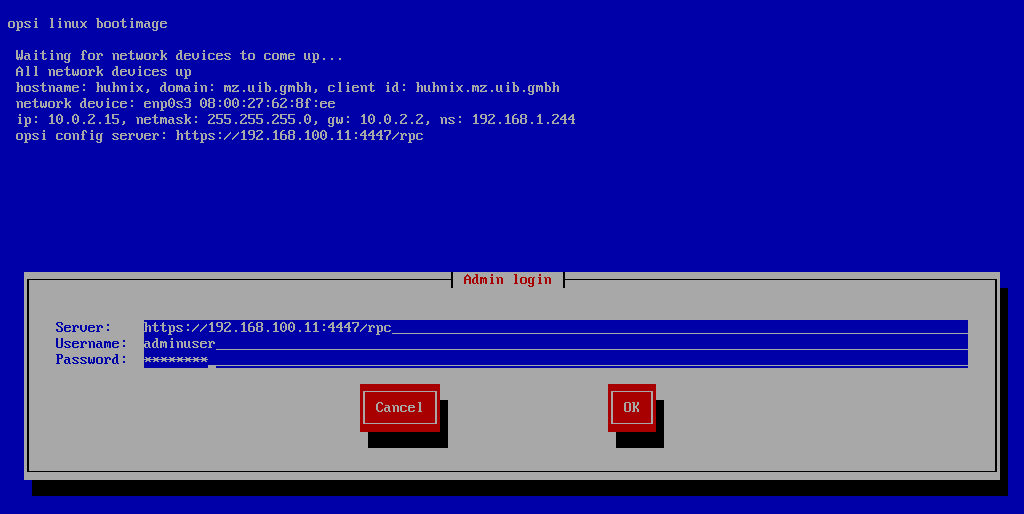 opsi linux bootimage
Waiting for network devices to come up...
All network devices up
hostname: huhnix, domain: mz.uib.gmbh, client id: huhnix.mz.uib.gmbh
network device: enp0s3 08:00:27:62:8f:ee
ip: 10.0.2.15, netmask: 255.255.255.0, gw: 10.0.2.2, ns: 192.168.1.244
opsi config server: https://192.168.100.11:4447/rpc
Admin login
Server: https://192.168.100.11:4447/rpc
Username: adminuser
Password: ********
Cancel OK